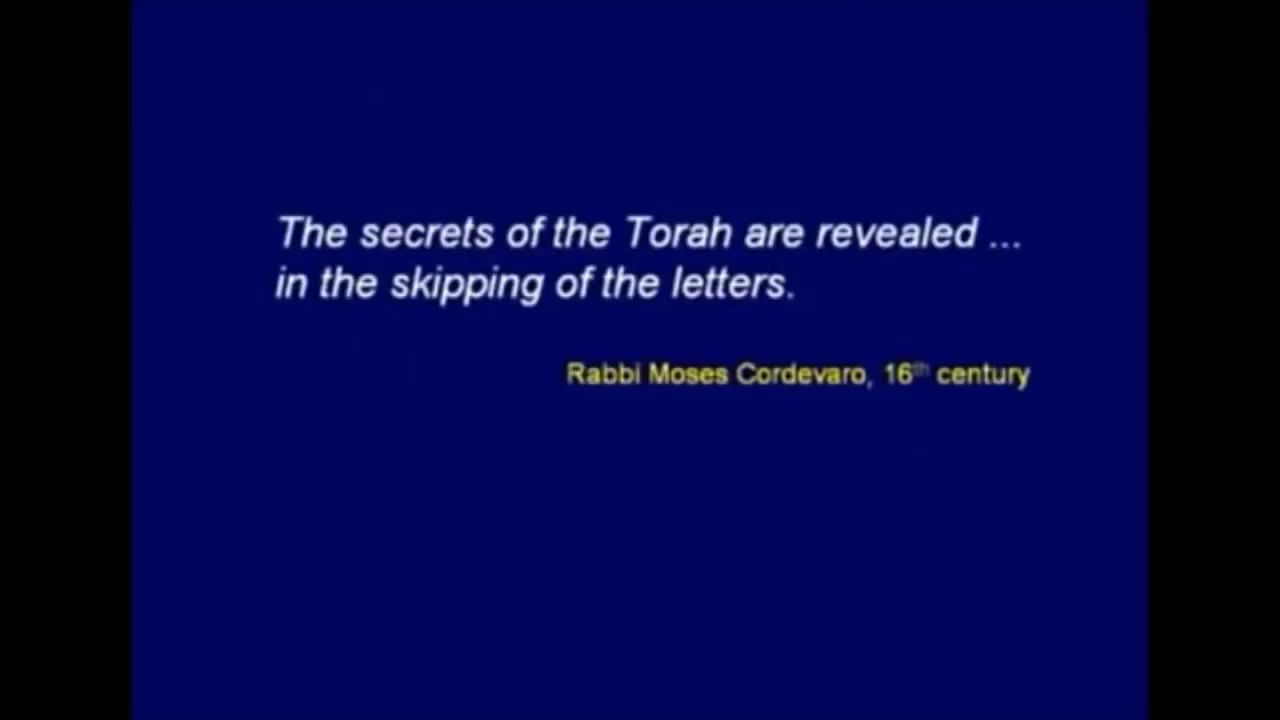 The secrets of the Torah are revealed ...
in the skipping of the letters.
Rabbi Moses Cordevaro, 16th century